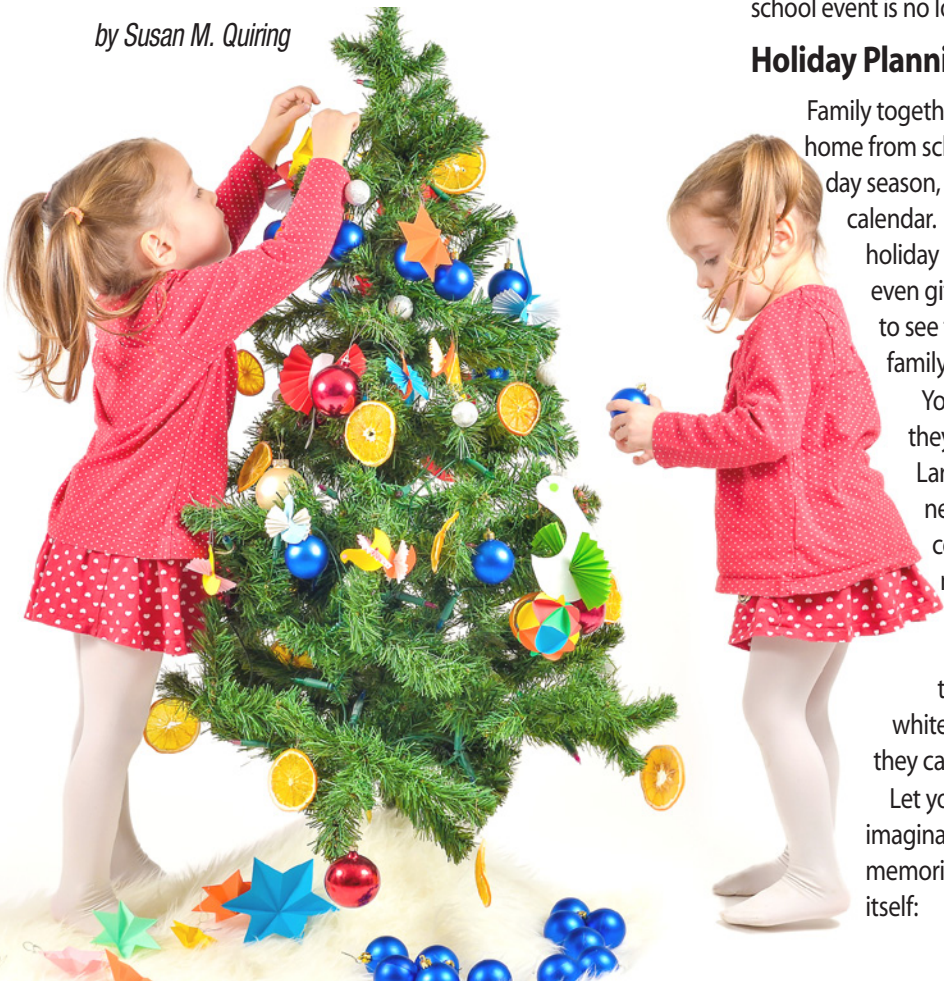 by Susan M. Quiring
school event is no lo
Holiday Planni
Family togeth
home from sch
day season,
calendar.
holiday
even gi
to see
family
Yo
they
Lar
ne
c
t
white
they ca
Let yo
imagina
memori
itself: